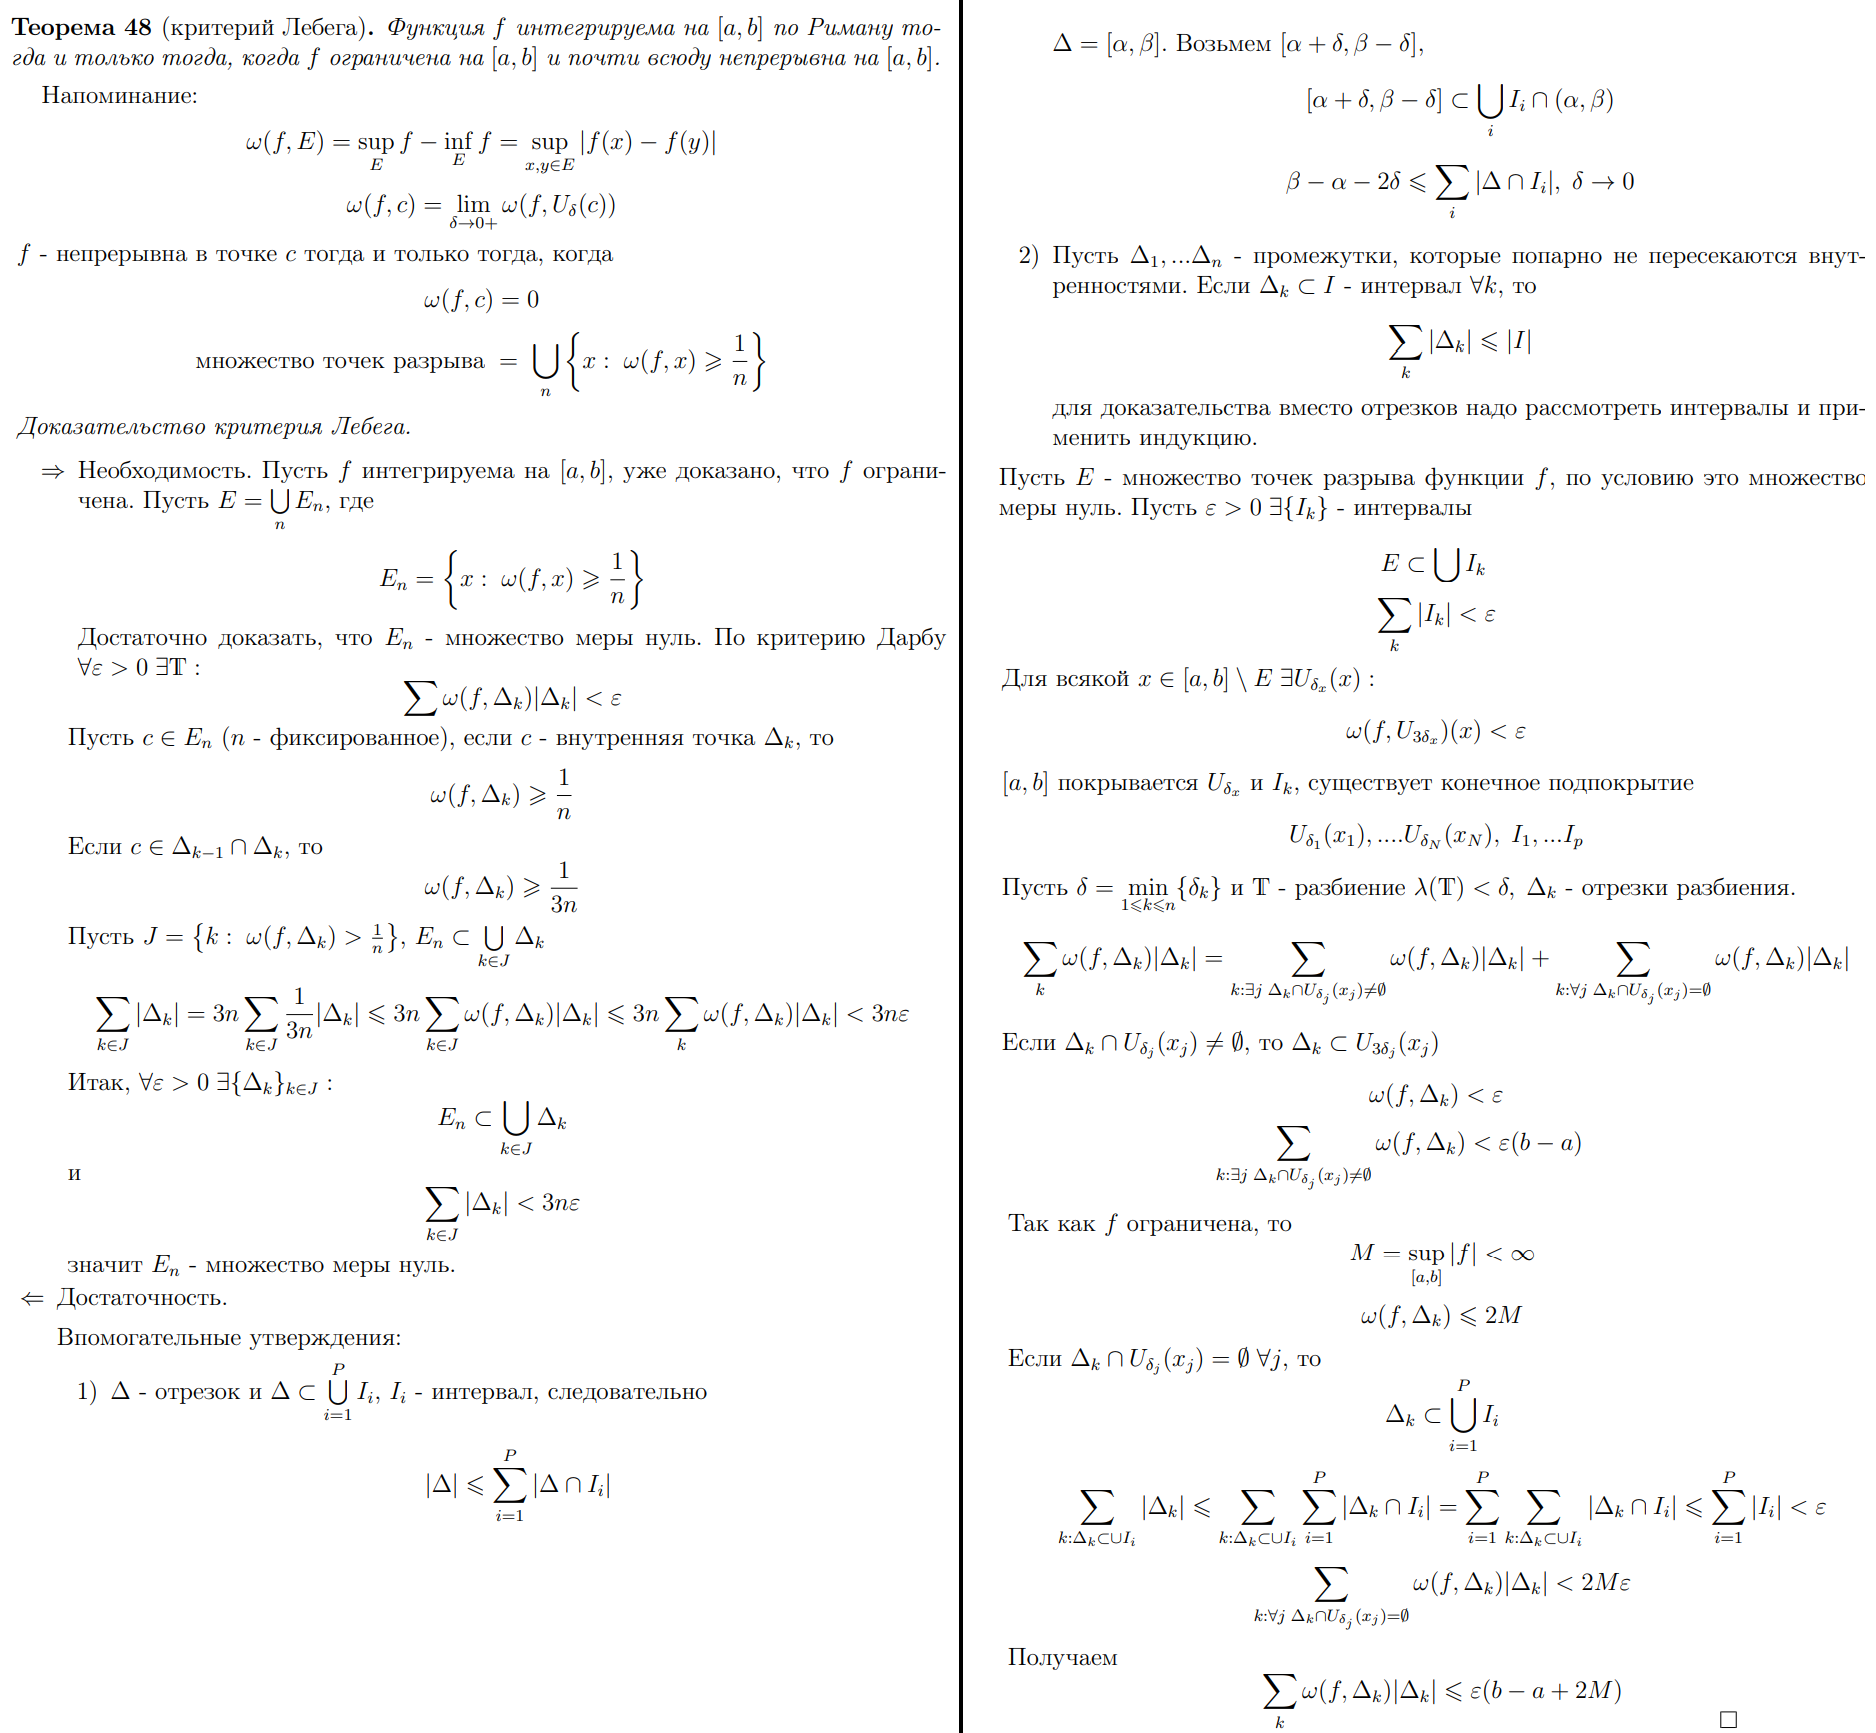 Теорема 48 (критерий Лебега). Функция f интегрируема на [a, b] по Риману то-
гда и только тогда, когда f ограничена на [a, b] и почти всюду непрерывна на [a, b].
Напоминание:
ω(f, E) = sup_E f − inf_E f = sup_{x,y∈E} |f(x) − f(y)|
ω(f, c) = lim_{δ→0+} ω(f, U_δ(c))
f - непрерывна в точке c тогда и только тогда, когда
ω(f, c) = 0
множество точек разрыва = ⋃_n {x : ω(f, x) ⩾ 1/n}
Доказательство критерия Лебега.
⇒ Необходимость. Пусть f интегрируема на [a, b], уже доказано, что f ограни-
чена. Пусть E = ⋃_n E_n, где
E_n = {x : ω(f, x) ⩾ 1/n}
Достаточно доказать, что E_n - множество меры нуль. По критерию Дарбу
∀ε > 0 ∃𝕋 :
∑ ω(f, Δ_k)|Δ_k| < ε
Пусть c ∈ E_n (n - фиксированное), если c - внутренняя точка Δ_k, то
ω(f, Δ_k) ⩾ 1/n
Если c ∈ Δ_{k−1} ∩ Δ_k, то
ω(f, Δ_k) ⩾ 1/3n
Пусть J = {k : ω(f, Δ_k) > 1/n}, E_n ⊂ ⋃_{k∈J} Δ_k
∑_{k∈J} |Δ_k| = 3n ∑_{k∈J} 1/3n |Δ_k| ⩽ 3n ∑_{k∈J} ω(f, Δ_k)|Δ_k| ⩽ 3n ∑_k ω(f, Δ_k)|Δ_k| < 3nε
Итак, ∀ε > 0 ∃{Δ_k}_{k∈J} :
E_n ⊂ ⋃_{k∈J} Δ_k
и
∑_{k∈J} |Δ_k| < 3nε
значит E_n - множество меры нуль.
⇐ Достаточность.
Впомогательные утверждения:
1) Δ - отрезок и Δ ⊂ ⋃_{i=1}^P I_i, I_i - интервал, следовательно
|Δ| ⩽ ∑_{i=1}^P |Δ ∩ I_i|
Δ = [α, β]. Возьмем [α + δ, β − δ],
[α + δ, β − δ] ⊂ ⋃_i I_i ∩ (α, β)
β − α − 2δ ⩽ ∑_i |Δ ∩ I_i|, δ → 0
2) Пусть Δ_1, ...Δ_n - промежутки, которые попарно не пересекаются внут-
ренностями. Если Δ_k ⊂ I - интервал ∀k, то
∑_k |Δ_k| ⩽ |I|
для доказательства вместо отрезков надо рассмотреть интервалы и при-
менить индукцию.
Пусть E - множество точек разрыва функции f, по условию это множество
меры нуль. Пусть ε > 0 ∃{I_k} - интервалы
E ⊂ ⋃ I_k
∑_k |I_k| < ε
Для всякой x ∈ [a, b] \ E ∃U_{δ_x}(x) :
ω(f, U_{3δ_x})(x) < ε
[a, b] покрывается U_{δ_x} и I_k, существует конечное подпокрытие
U_{δ_1}(x_1), ....U_{δ_N}(x_N), I_1, ...I_p
Пусть δ = min_{1⩽k⩽n} {δ_k} и 𝕋 - разбиение λ(𝕋) < δ, Δ_k - отрезки разбиения.
∑_k ω(f, Δ_k)|Δ_k| = ∑_{k:∃j Δ_k∩U_{δ_j}(x_j)≠∅} ω(f, Δ_k)|Δ_k| + ∑_{k:∀j Δ_k∩U_{δ_j}(x_j)=∅} ω(f, Δ_k)|Δ_k|
Если Δ_k ∩ U_{δ_j}(x_j) ≠ ∅, то Δ_k ⊂ U_{3δ_j}(x_j)
ω(f, Δ_k) < ε
∑_{k:∃j Δ_k∩U_{δ_j}(x_j)≠∅} ω(f, Δ_k) < ε(b − a)
Так как f ограничена, то
M = sup_{[a,b]} |f| < ∞
ω(f, Δ_k) ⩽ 2M
Если Δ_k ∩ U_{δ_j}(x_j) = ∅ ∀j, то
Δ_k ⊂ ⋃_{i=1}^P I_i
∑_{k:Δ_k⊂∪I_i} |Δ_k| ⩽ ∑_{k:Δ_k⊂∪I_i} ∑_{i=1}^P |Δ_k ∩ I_i| = ∑_{i=1}^P ∑_{k:Δ_k⊂∪I_i} |Δ_k ∩ I_i| ⩽ ∑_{i=1}^P |I_i| < ε
∑_{k:∀j Δ_k∩U_{δ_j}(x_j)=∅} ω(f, Δ_k)|Δ_k| < 2Mε
Получаем
∑_k ω(f, Δ_k)|Δ_k| ⩽ ε(b − a + 2M)
□